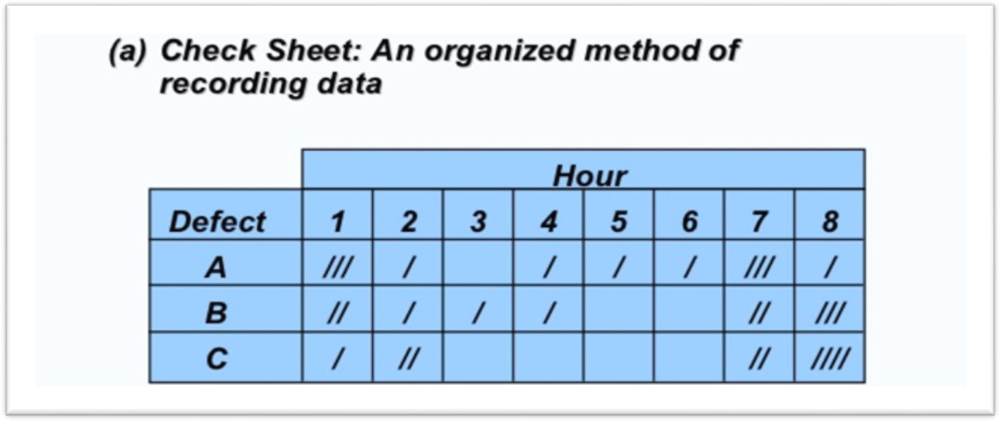 (a) Check Sheet: An organized method of
recording data
Hour
Defect 1 2 3 4 5 6 7 8
A /// / / / / /// /
B // / / / // ///
C / // // ////